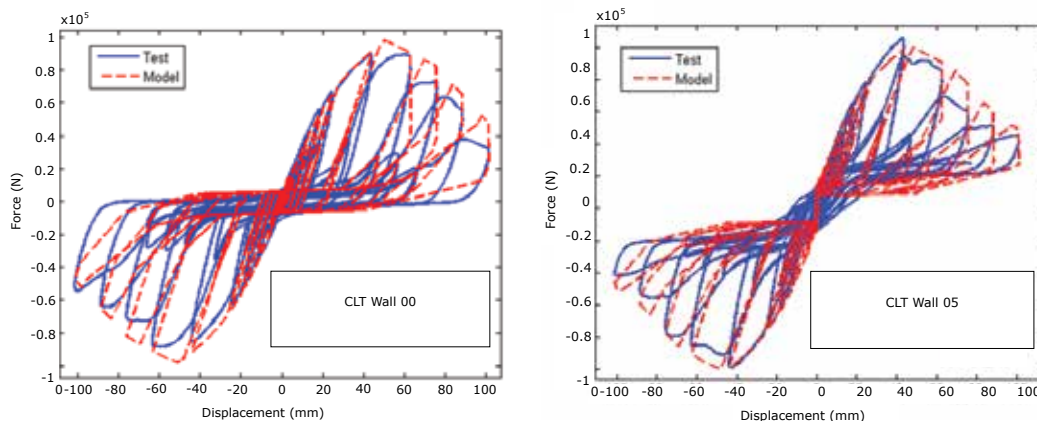 x10⁵
1
0.8
0.6
0.4
0.2
0
-0.2
-0.4
-0.6
-0.8
-1
Force (N)
Test
Model
CLT Wall 00
0-100 -80 -60 -40 -20 0 20 40 60 80 100
Displacement (mm)
x10⁵
1
0.8
0.6
0.4
0.2
0
-0.2
-0.4
-0.6
-0.8
-1
Force (N)
Test
Model
CLT Wall 05
0-100 -80 -60 -40 -20 0 20 40 60 80 100
Displacement (mm)